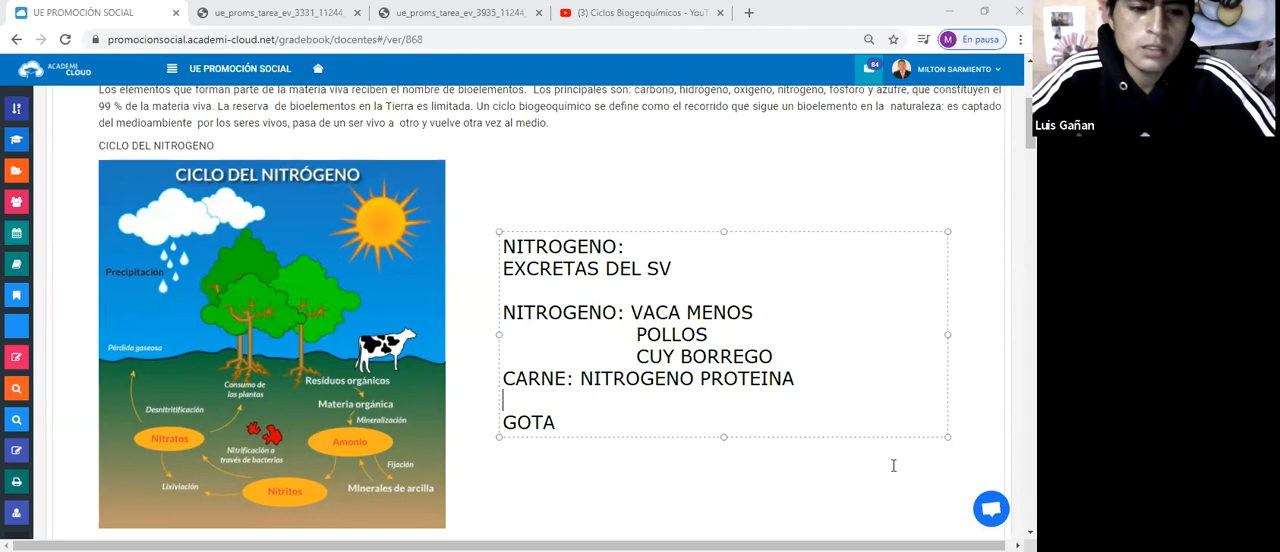 UE PROMOCIÓN SOCIAL
ue_proms_tarea_ev_3331_11244_
ue_proms_tarea_ev_3935_11244_
(3) Ciclos Biogeoquímicos - YouT
promocionsocial.academi-cloud.net/gradebook/docentes#/ver/868
M
En pausa
ACADEMI
CLOUD
UE PROMOCIÓN SOCIAL
84
MILTON SARMIENTO
Luis Gañan
Los elementos que forman parte de la materia viva reciben el nombre de bioelementos. Los principales son: carbono, hidrógeno, oxígeno, nitrógeno, fósforo y azufre, que constituyen el
99 % de la materia viva. La reserva de bioelementos en la Tierra es limitada. Un ciclo biogeoquímico se define como el recorrido que sigue un bioelemento en la naturaleza: es captado
del medioambiente por los seres vivos, pasa de un ser vivo a otro y vuelve otra vez al medio.
CICLO DEL NITROGENO
CICLO DEL NITRÓGENO
Precipitación
Pérdida gaseosa
Consumo de
las plantas
Resíduos orgánicos
Materia orgánica
Mineralización
Desnitritificación
Nitratos
Nitrificación a
través de bacterias
Amonio
Fijación
Lixiviación
Nitritos
MInerales de arcilla
NITROGENO:
EXCRETAS DEL SV
NITROGENO: VACA MENOS
POLLOS
CUY BORREGO
CARNE: NITROGENO PROTEINA
GOTA